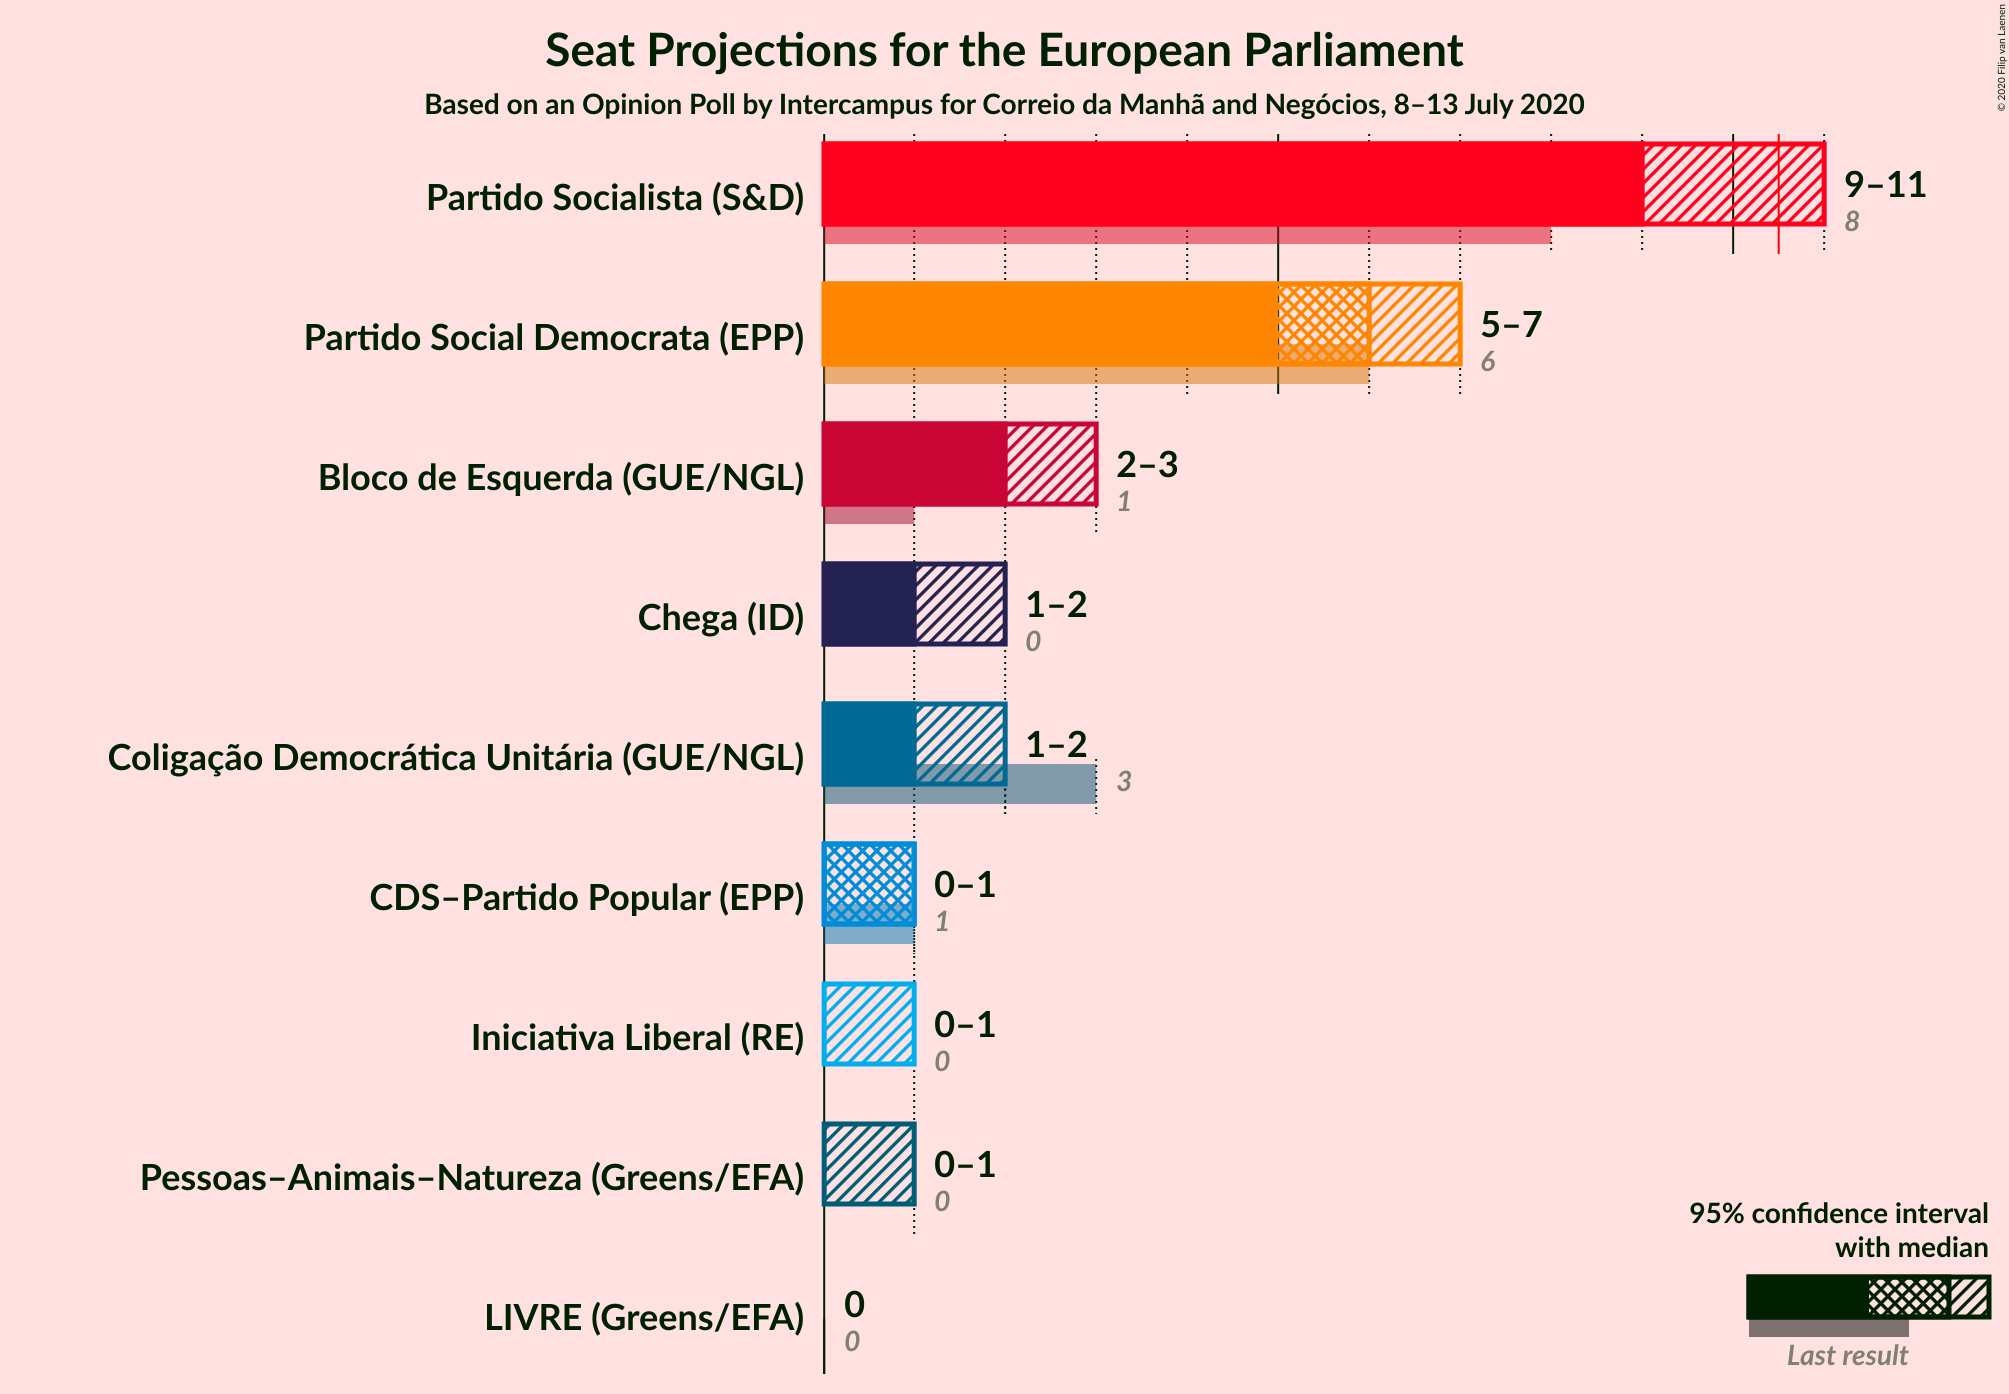 © 2020 Filip van Laenen
Seat Projections for the European Parliament
Based on an Opinion Poll by Intercampus for Correio da Manhã and Negócios, 8–13 July 2020
Partido Socialista (S&D)
9–11
8
Partido Social Democrata (EPP)
5–7
6
Bloco de Esquerda (GUE/NGL)
2–3
1
Chega (ID)
1–2
0
Coligação Democrática Unitária (GUE/NGL)
1–2
3
CDS–Partido Popular (EPP)
0–1
1
Iniciativa Liberal (RE)
0–1
0
Pessoas–Animais–Natureza (Greens/EFA)
0–1
0
LIVRE (Greens/EFA)
0
0
95% confidence interval
with median
Last result